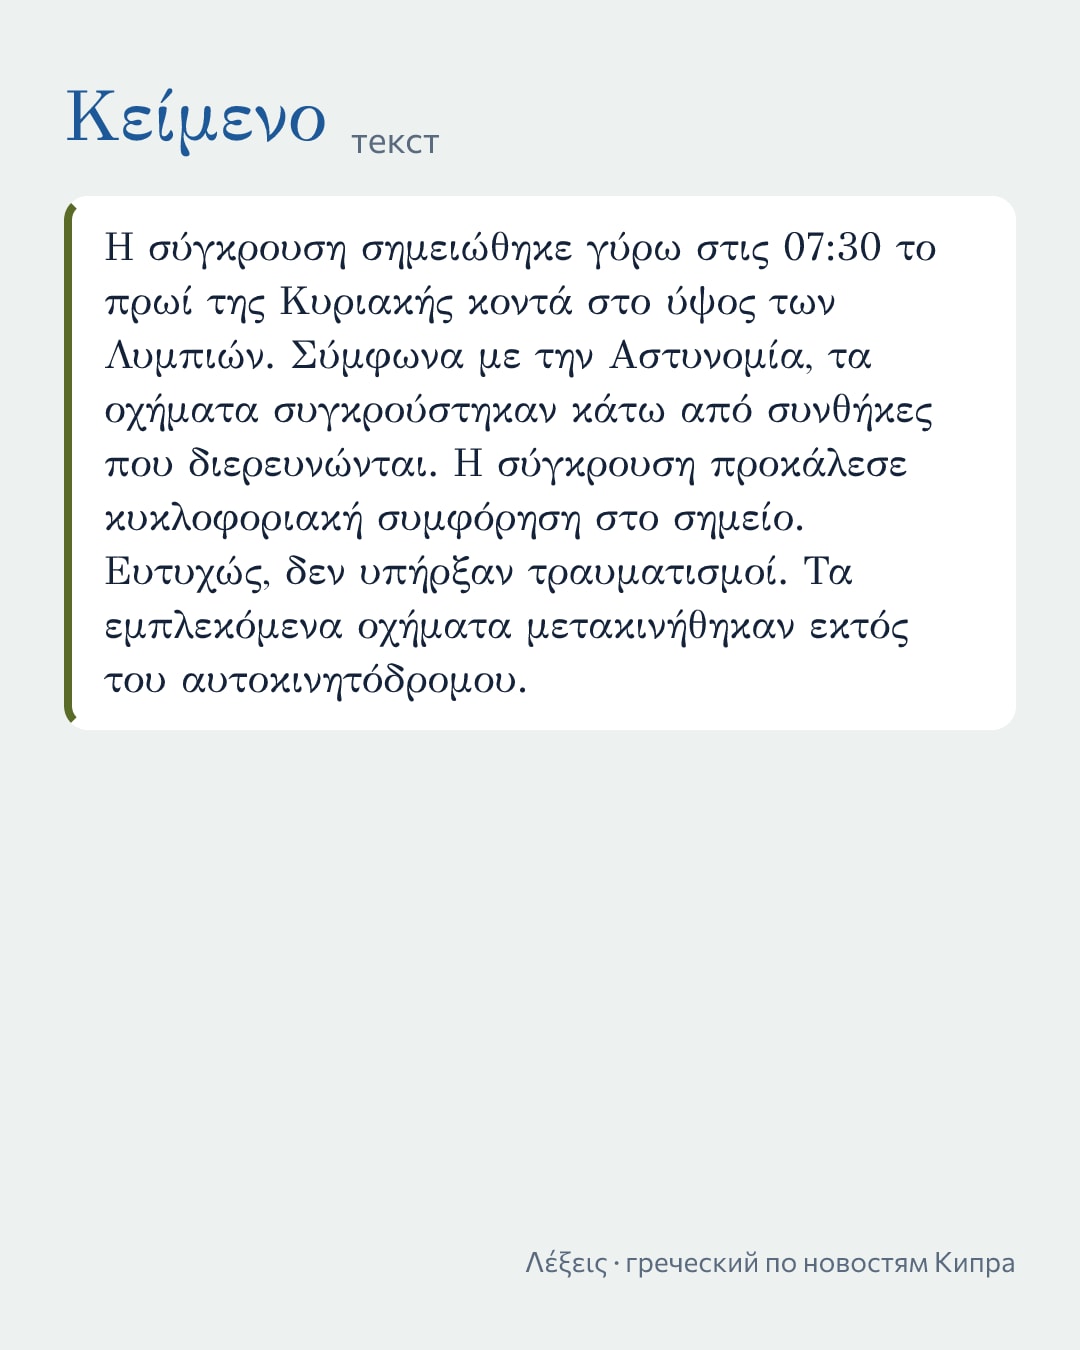 Κείμενο текст
Η σύγκρουση σημειώθηκε γύρω στις 07:30 το
πρωί της Κυριακής κοντά στο ύψος των
Λυμπιών. Σύμφωνα με την Αστυνομία, τα
οχήματα συγκρούστηκαν κάτω από συνθήκες
που διερευνώνται. Η σύγκρουση προκάλεσε
κυκλοφοριακή συμφόρηση στο σημείο.
Ευτυχώς, δεν υπήρξαν τραυματισμοί. Τα
εμπλεκόμενα οχήματα μετακινήθηκαν εκτός
του αυτοκινητόδρομου.
Λέξεις · греческий по новостям Кипра